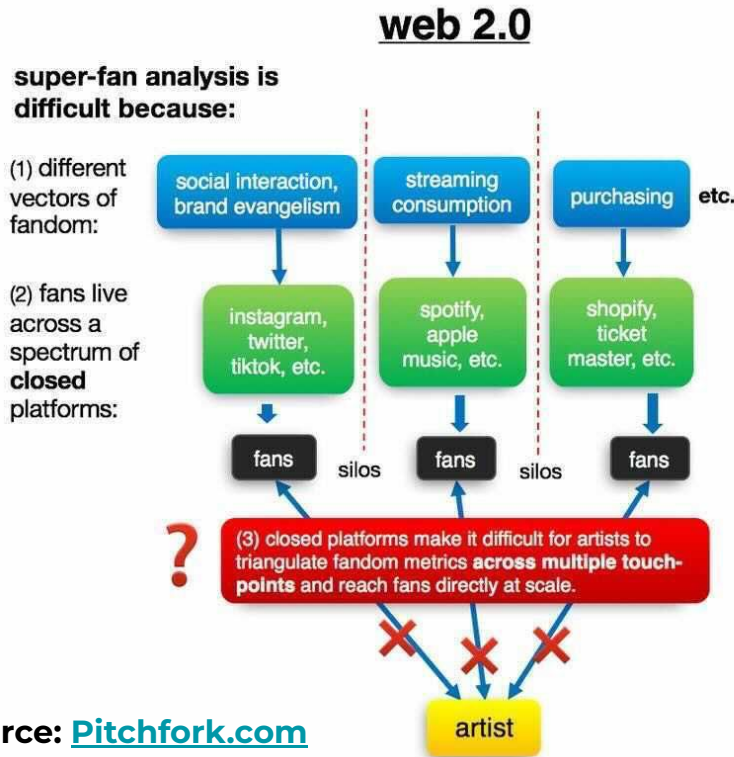 web 2.0
super-fan analysis is
difficult because:
(1) different
vectors of
fandom:
social interaction,
brand evangelism
streaming
consumption
purchasing
etc.
(2) fans live
across a
spectrum of
closed
platforms:
instagram,
twitter,
tiktok, etc.
spotify,
apple
music, etc.
shopify,
ticket
master, etc.
fans
silos
fans
silos
fans
?
(3) closed platforms make it difficult for artists to
triangulate fandom metrics across multiple touch-
points and reach fans directly at scale.
artist
rce: Pitchfork.com